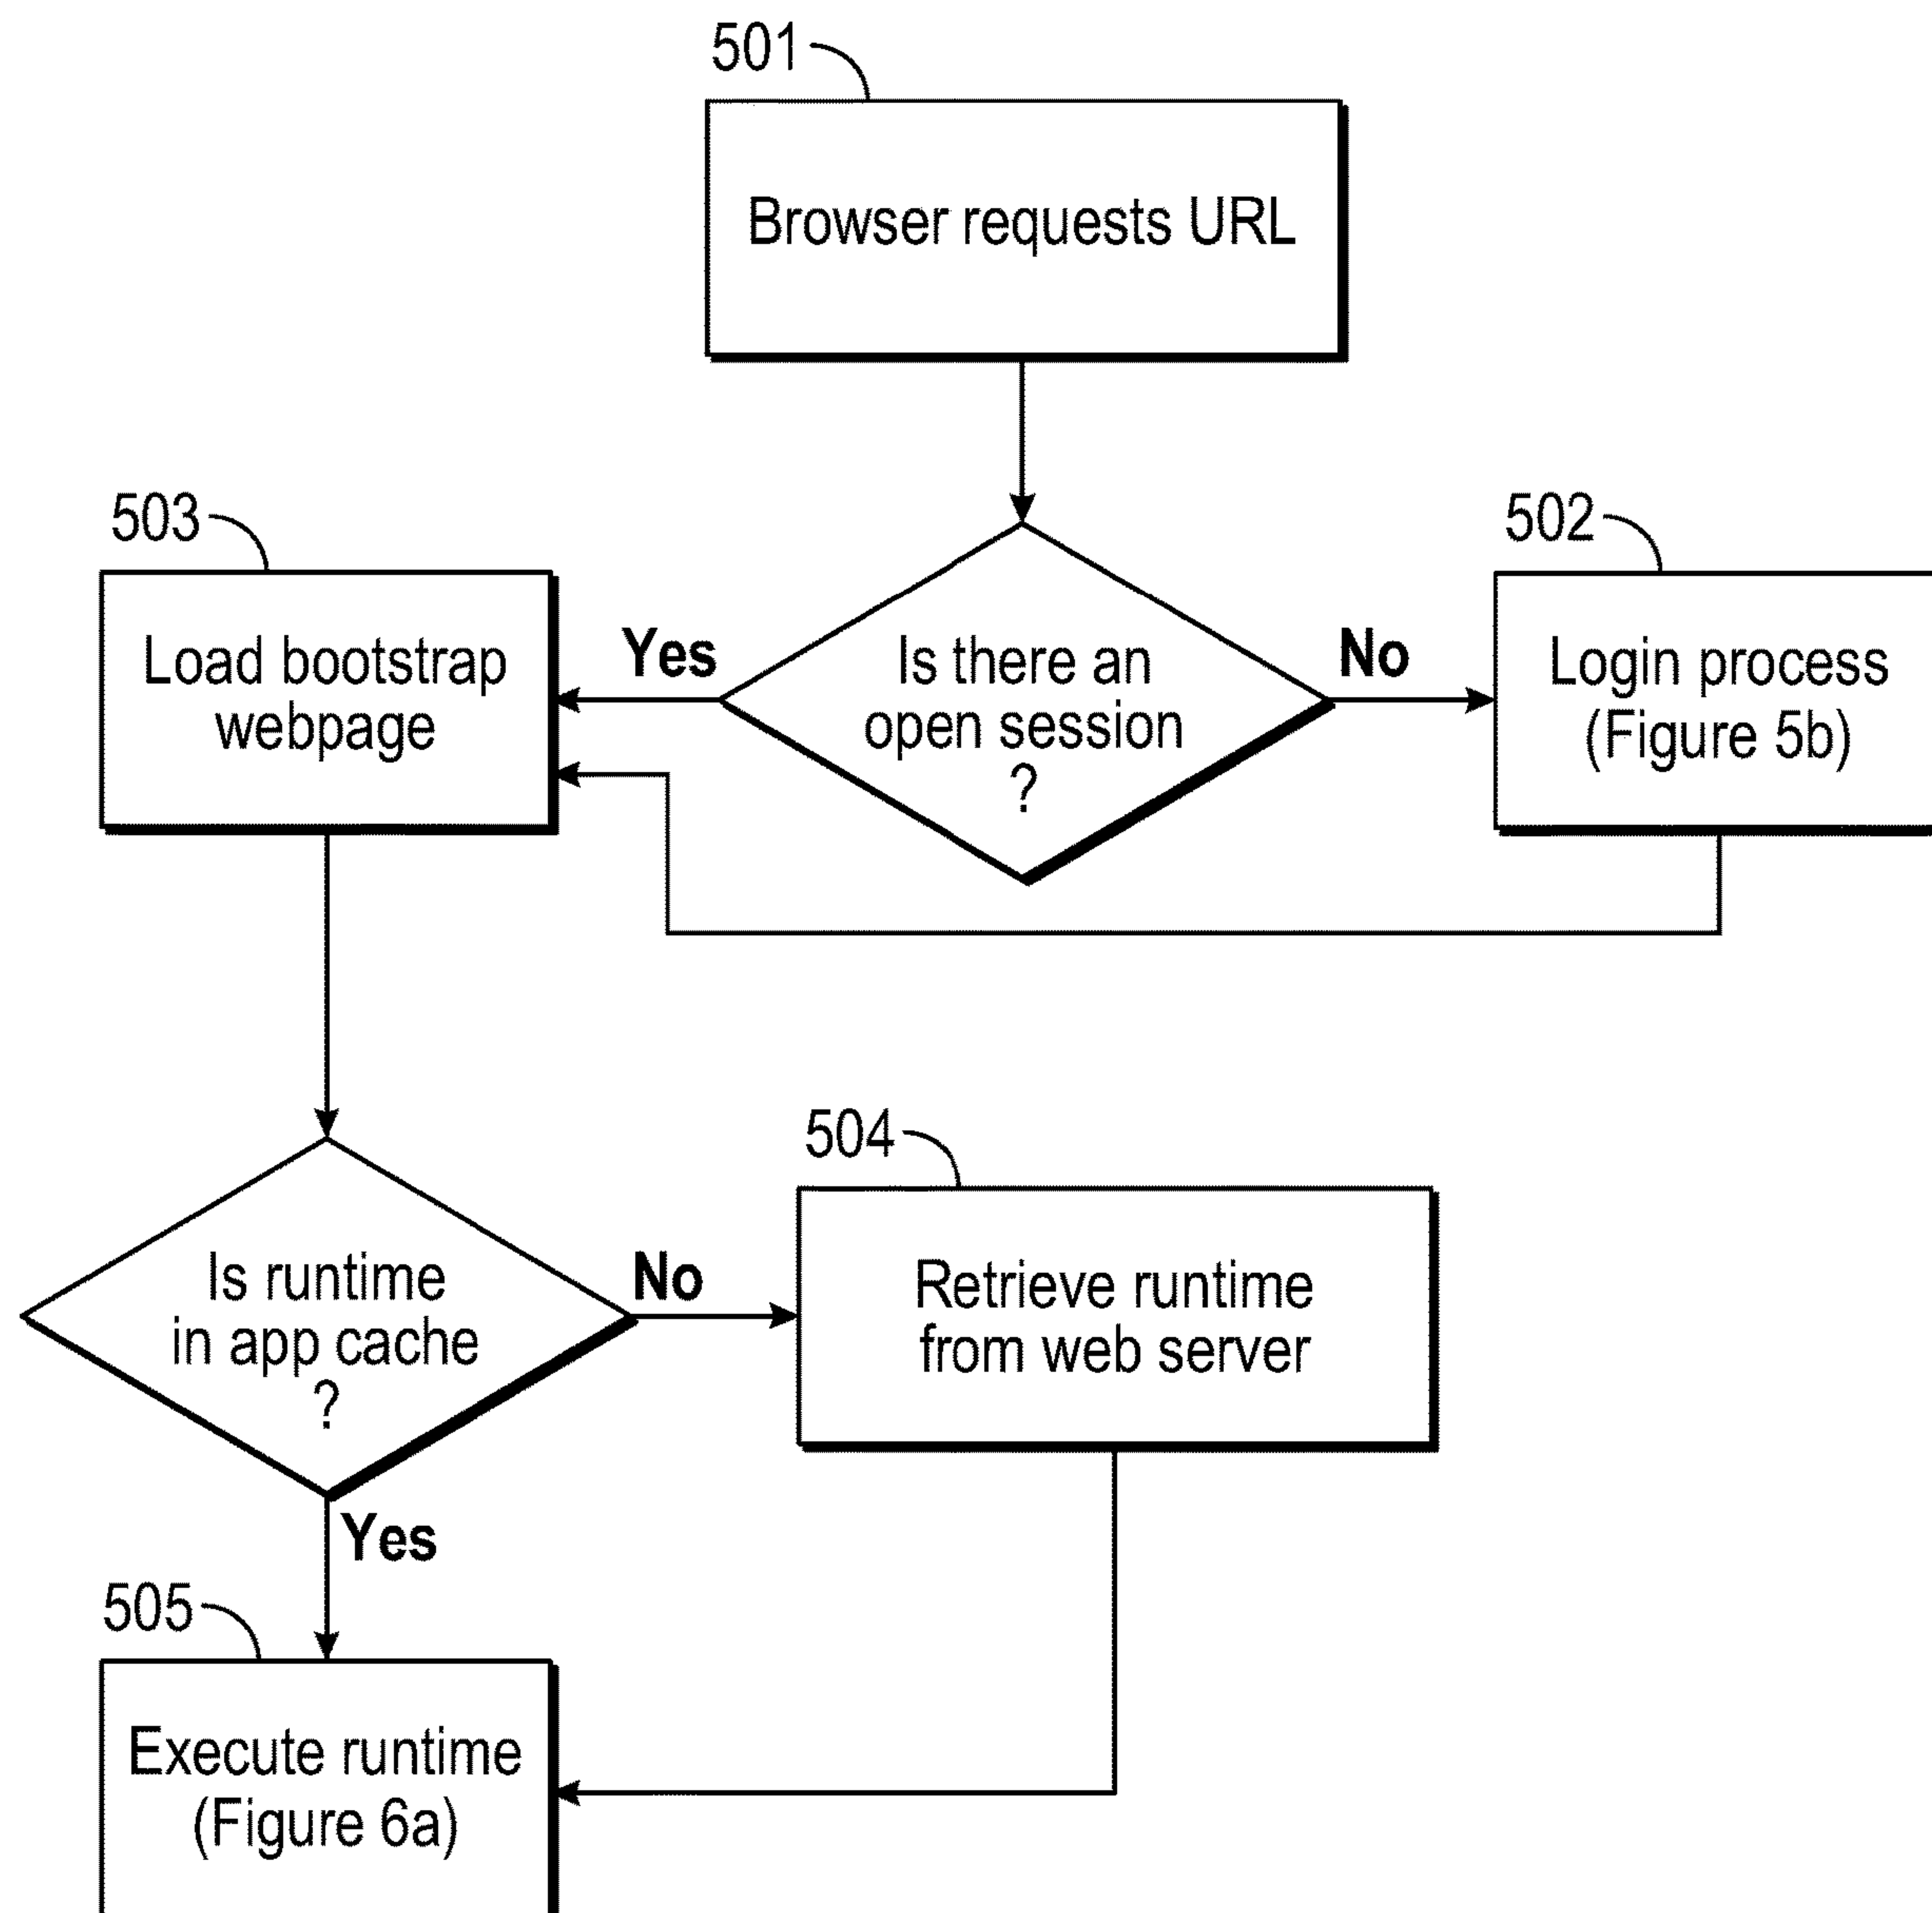 501
Browser requests URL
503
502
Load bootstrap
webpage
Yes
Is there an
open session
?
No
Login process
(Figure 5b)
504
Is runtime
in app cache
?
No
Retrieve runtime
from web server
Yes
505
Execute runtime
(Figure 6a)